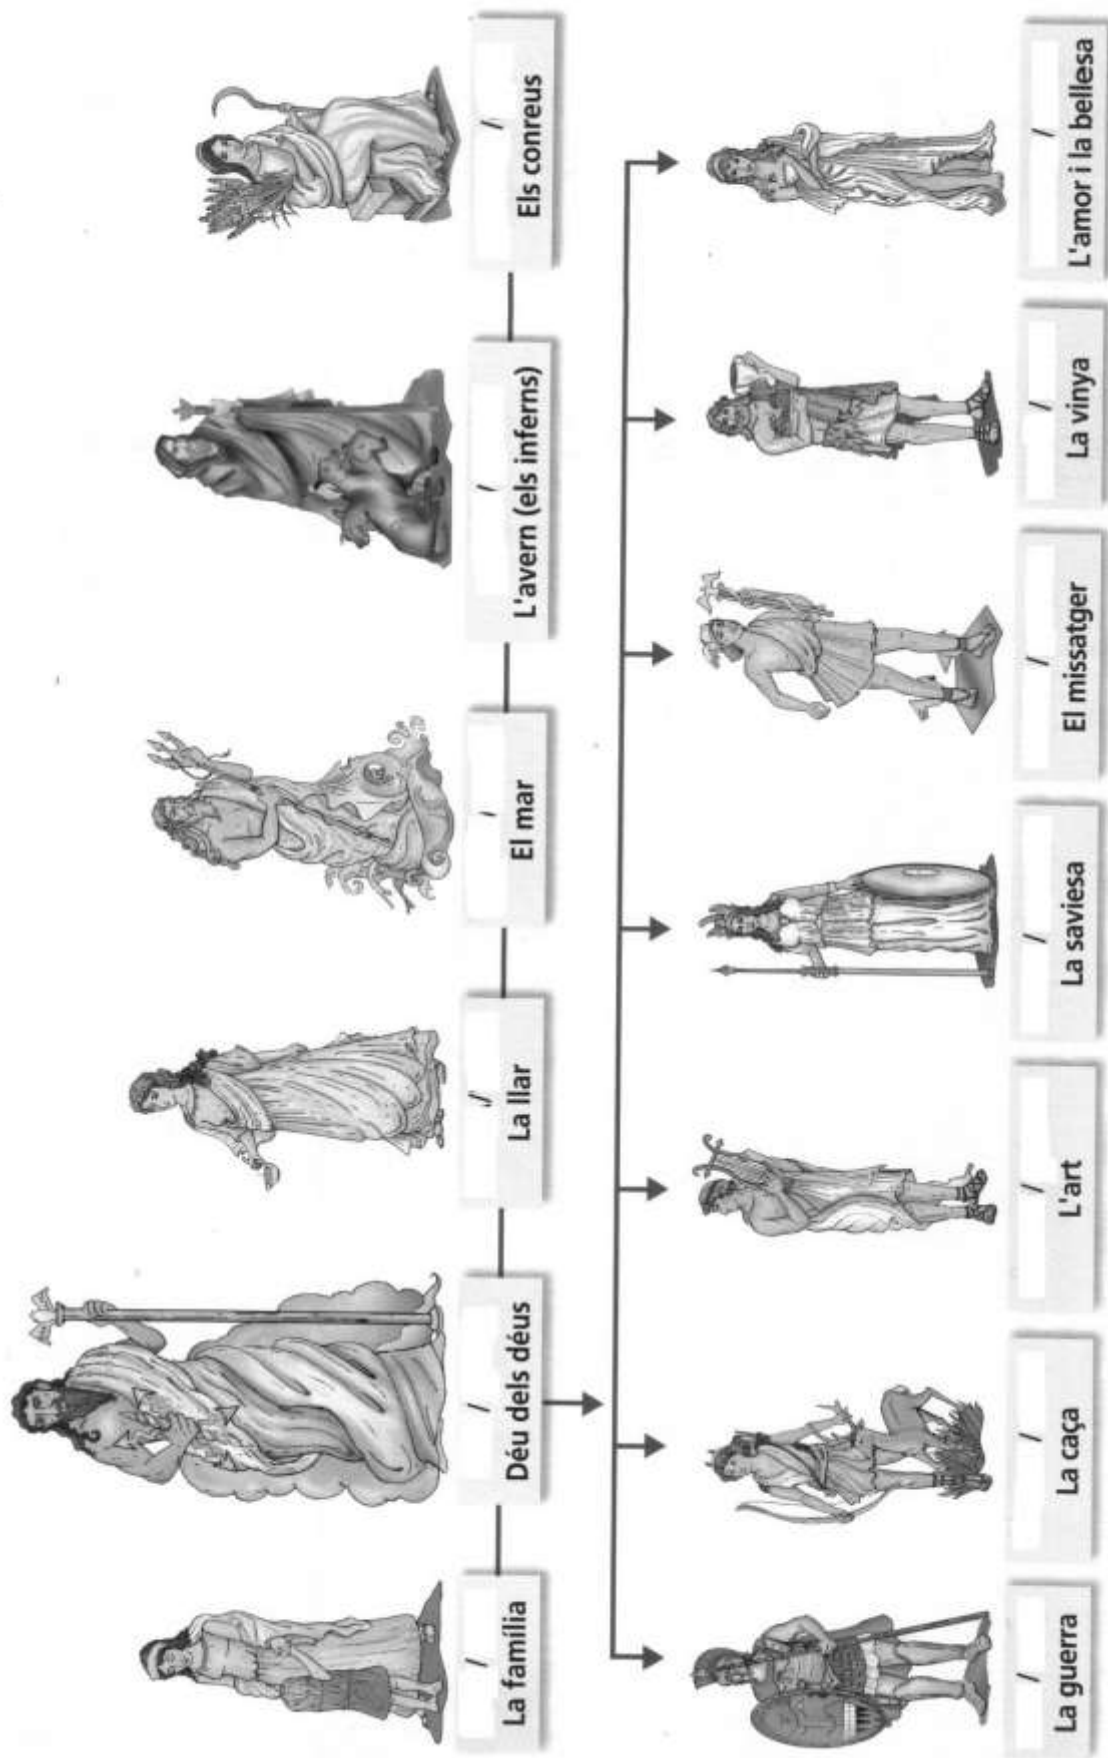 /
La família
/
Déu dels déus
/
La llar
/
El mar
/
L'avern (els inferns)
/
Els conreus
/
La guerra
/
La caça
/
L'art
/
La saviesa
/
El missatger
/
La vinya
/
L'amor i la bellesa